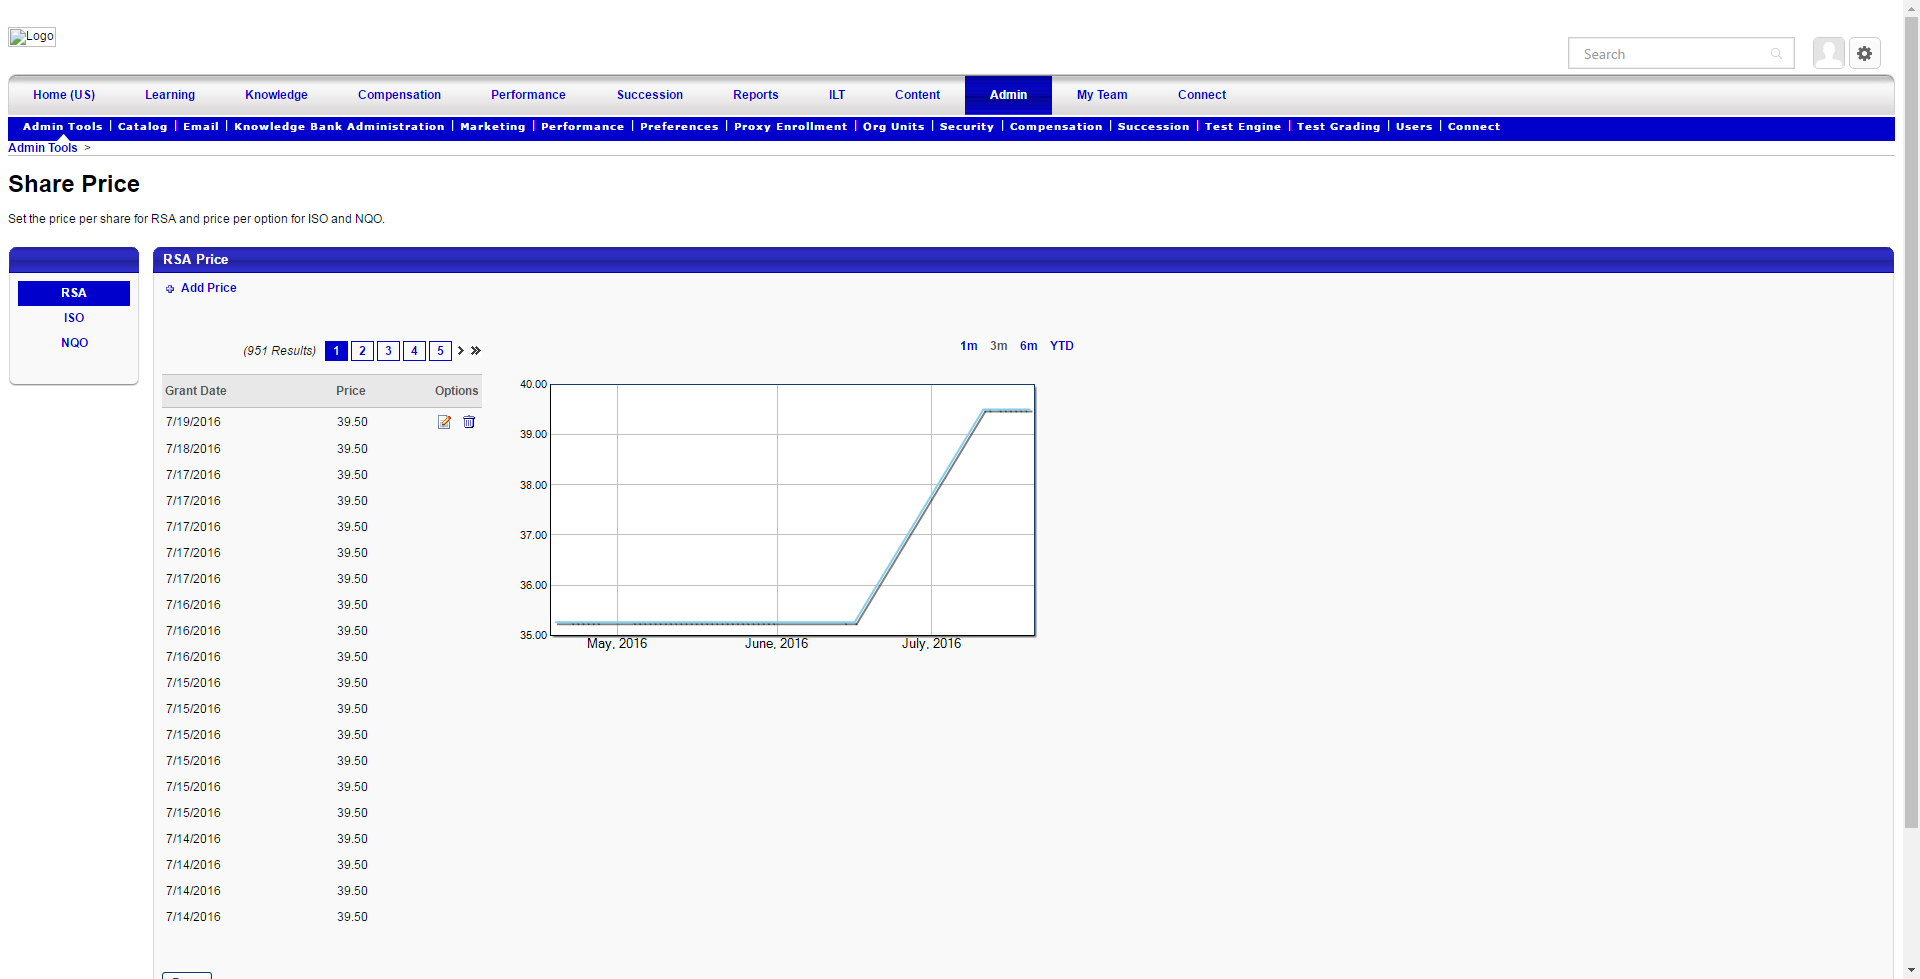 Logo
Search
Home (US) Learning Knowledge Compensation Performance Succession Reports ILT Content Admin My Team Connect
Admin Tools | Catalog | Email | Knowledge Bank Administration | Marketing | Performance | Preferences | Proxy Enrollment | Org Units | Security | Compensation | Succession | Test Engine | Test Grading | Users | Connect
Admin Tools >
Share Price
Set the price per share for RSA and price per option for ISO and NQO.
RSA
ISO
NQO
RSA Price
Add Price
(951 Results) 1 2 3 4 5 > »
Grant Date Price Options
7/19/2016 39.50
7/18/2016 39.50
7/17/2016 39.50
7/17/2016 39.50
7/17/2016 39.50
7/17/2016 39.50
7/17/2016 39.50
7/16/2016 39.50
7/16/2016 39.50
7/16/2016 39.50
7/15/2016 39.50
7/15/2016 39.50
7/15/2016 39.50
7/15/2016 39.50
7/15/2016 39.50
7/15/2016 39.50
7/14/2016 39.50
7/14/2016 39.50
7/14/2016 39.50
7/14/2016 39.50
1m 3m 6m YTD
40.00
39.00
38.00
37.00
36.00
35.00
May, 2016 June, 2016 July, 2016